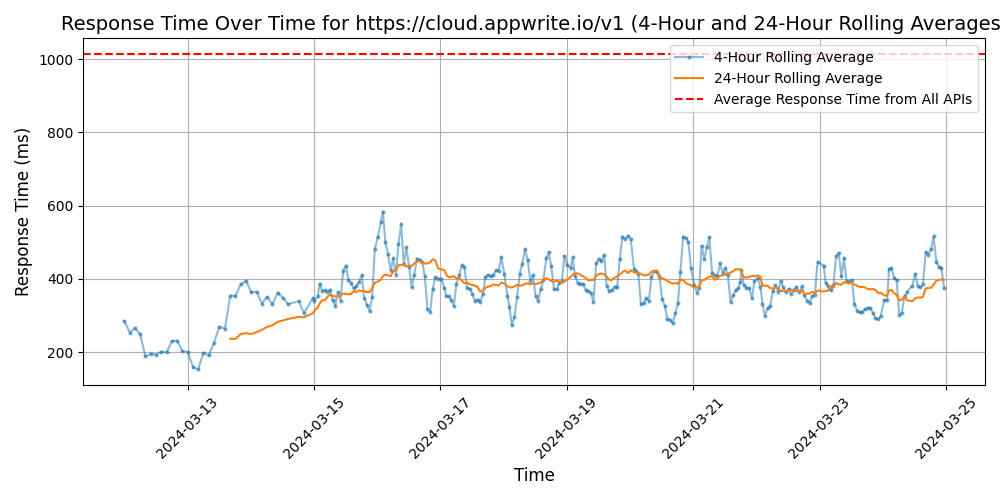 Response Time Over Time for https://cloud.appwrite.io/v1 (4-Hour and 24-Hour Rolling Averages
4-Hour Rolling Average
24-Hour Rolling Average
Average Response Time from All APIs
Response Time (ms)
1000
800
600
400
200
2024-03-13
2024-03-15
2024-03-17
2024-03-19
2024-03-21
2024-03-23
2024-03-25
Time